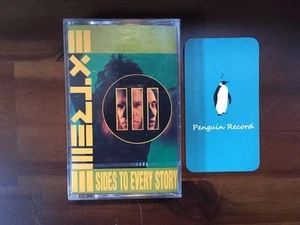 EXTREME
III
SIDES TO EVERY STORY
Penguin Record